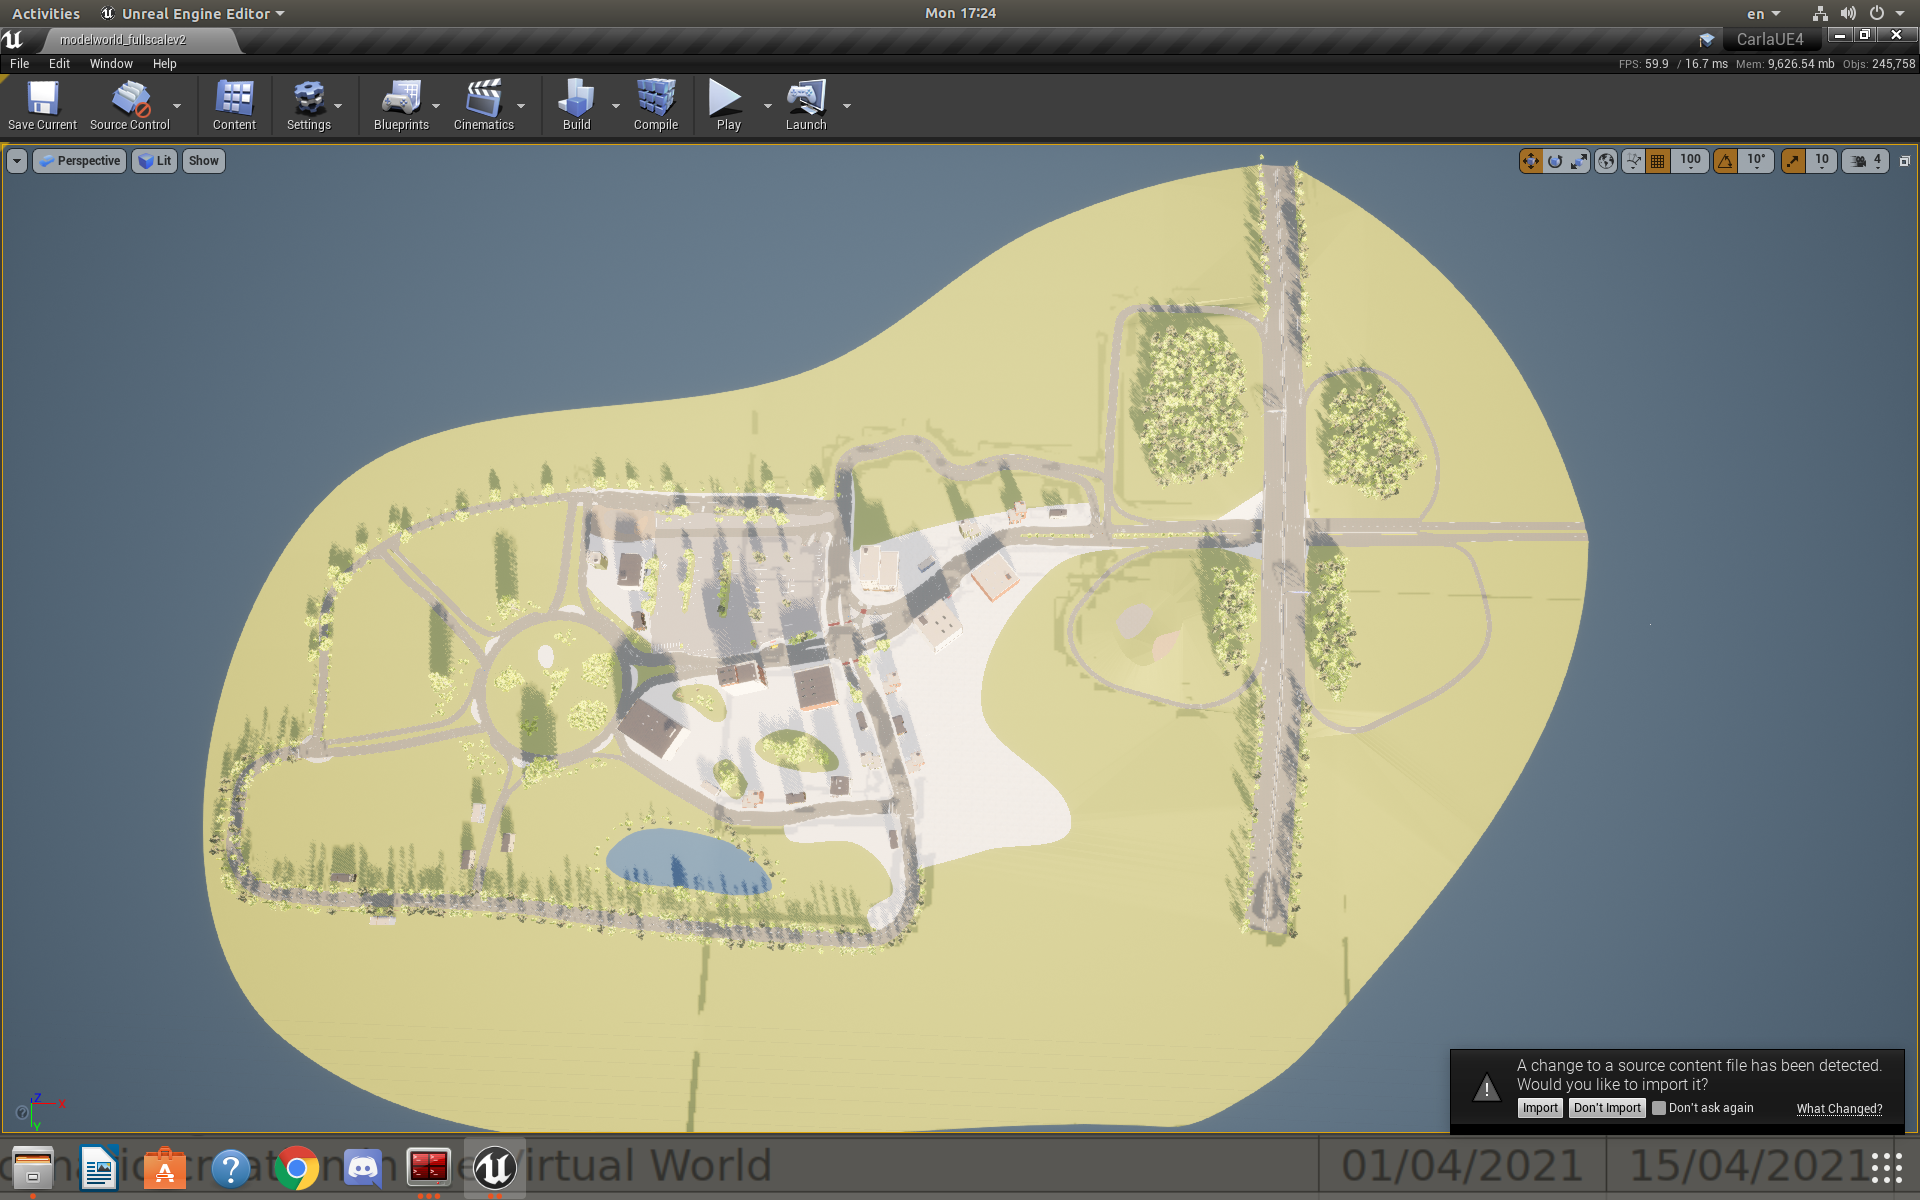 Activities Unreal Engine Editor Mon 17:24 en
modelworld_fullscalev2 CarlaUE4
File Edit Window Help FPS: 59.9 / 16.7 ms Mem: 9,626.54 mb Objs: 245,758
Save Current Source Control Content Settings Blueprints Cinematics Build Compile Play Launch
Perspective Lit Show 100 10° 10 4
A change to a source content file has been detected.
Would you like to import it?
Import Don't Import Don't ask again What Changed?
Z X
Y
Virtual World 01/04/2021 15/04/2021